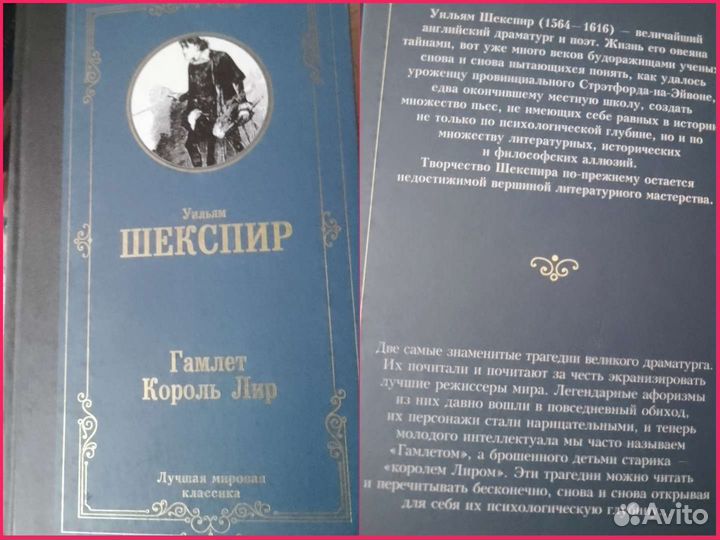 Уильям
ШЕКСПИР
Гамлет
Король Лир
Лучшая мировая
классика
Уильям Шекспир (1564—1616) — величайший
английский драматург и поэт. Жизнь его овеяна
тайнами, вот уже много веков будоражащими учены
снова и снова пытающихся понять, как удалось
уроженцу провинциального Стрэтфорда-на-Эйвоне,
едва окончившему местную школу, создать
множество пьес, не имеющих себе равных в истори
не только по психологической глубине, но и по
множеству литературных, исторических
и философских аллюзий.
Творчество Шекспира по-прежнему остается
недостижимой вершиной литературного мастерства.
Две самые знаменитые трагедии великого драматурга.
Их почитали и почитают за честь экранизировать
лучшие режиссеры мира. Легендарные афоризмы
из них давно вошли в повседневный обиход,
их персонажи стали нарицательными, и теперь
молодого интеллектуала мы часто называем
«Гамлетом», а брошенного детьми старика —
«королем Лиром». Эти трагедии можно читать
и перечитывать бесконечно, снова и снова открывая
для себя их психологическую глубину
Avito